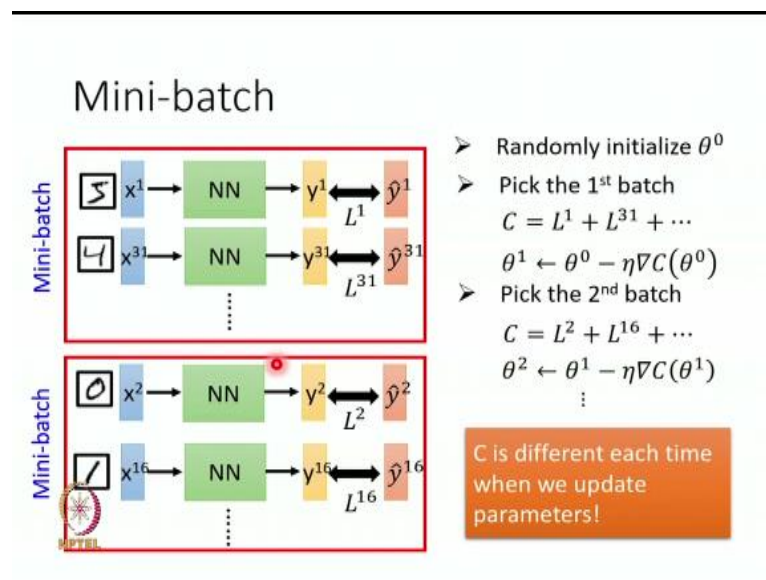 Mini-batch
Mini-batch
5 x¹ NN y¹ ŷ¹
L¹
4 x³¹ NN y³¹ ŷ³¹
L³¹
Mini-batch
0 x² NN y² ŷ²
L²
1 x¹⁶ NN y¹⁶ ŷ¹⁶
L¹⁶
NPTEL
➤ Randomly initialize θ⁰
➤ Pick the 1ˢᵗ batch
C = L¹ + L³¹ + ⋯
θ¹ ← θ⁰ − η∇C(θ⁰)
➤ Pick the 2ⁿᵈ batch
C = L² + L¹⁶ + ⋯
θ² ← θ¹ − η∇C(θ¹)
⋮
C is different each time
when we update
parameters!